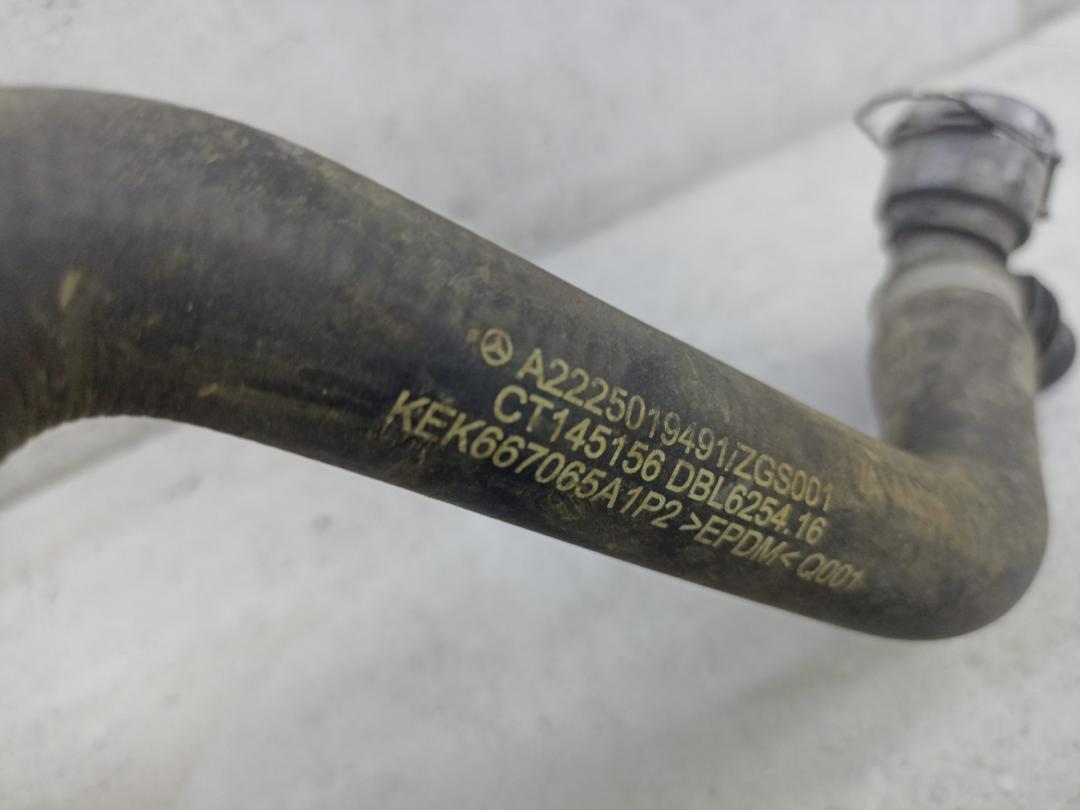 A2225019491/ZGS001
CT145156 DBL6254.16
KEK667065A1P2 >EPDM< Q001